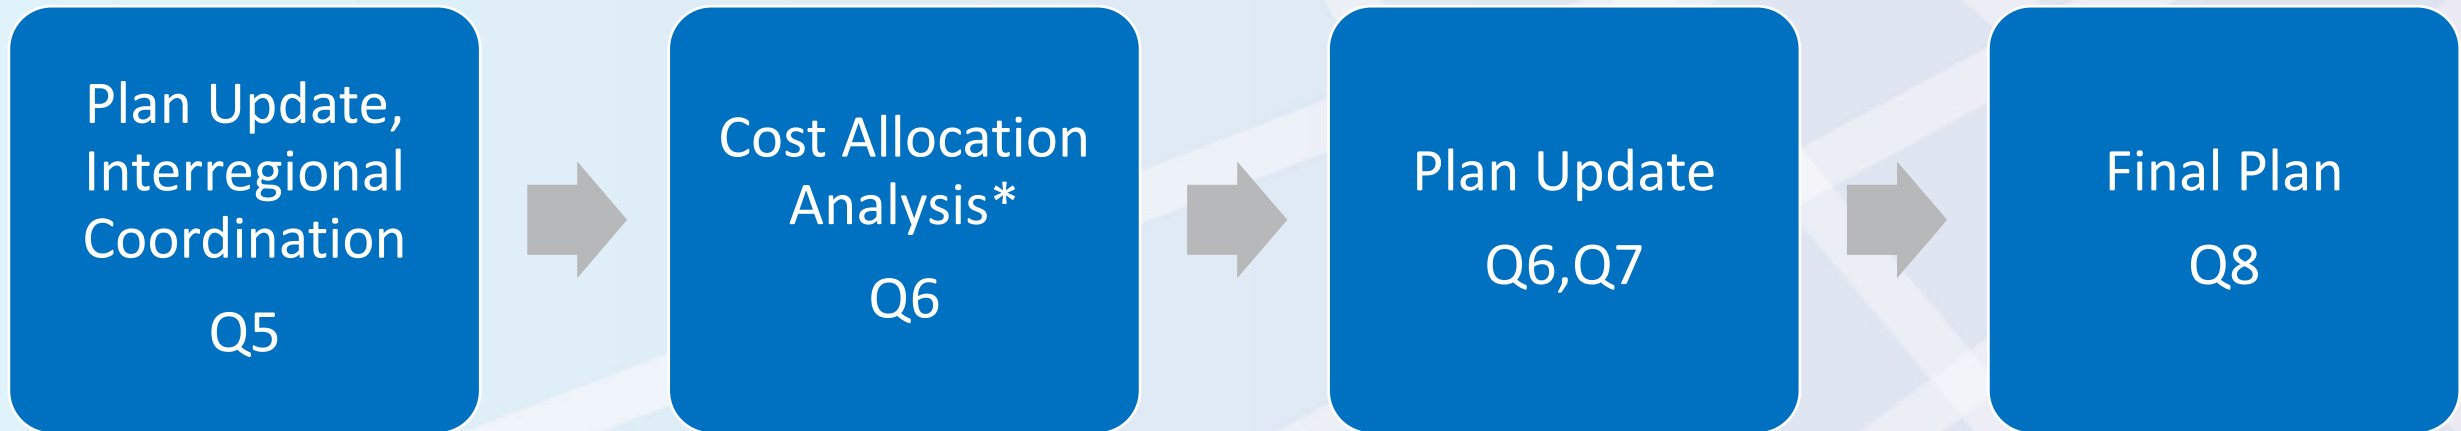 Plan Update,
Interregional
Coordination
Q5
Cost Allocation
Analysis*
Q6
Plan Update
Q6,Q7
Final Plan
Q8